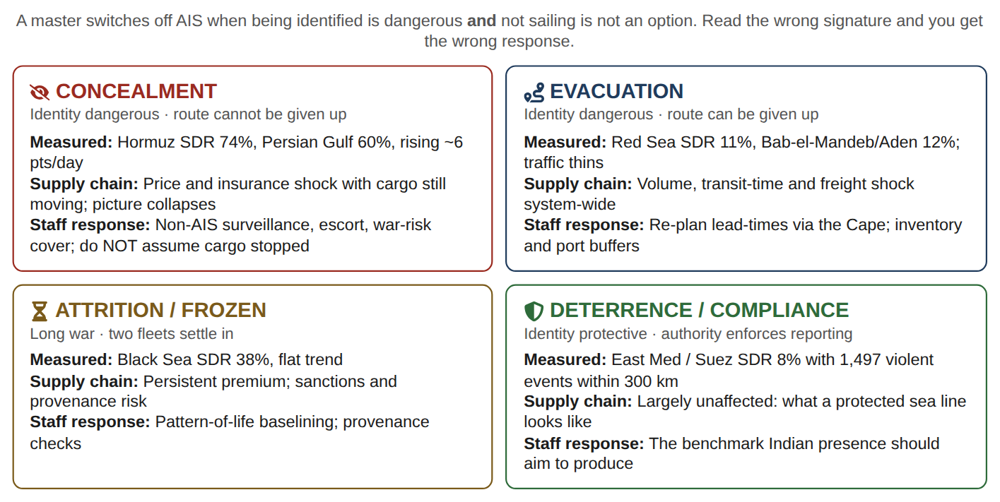 A master switches off AIS when being identified is dangerous and not sailing is not an option. Read the wrong signature and you get
the wrong response.
CONCEALMENT
Identity dangerous · route cannot be given up
Measured: Hormuz SDR 74%, Persian Gulf 60%, rising ~6
pts/day
Supply chain: Price and insurance shock with cargo still
moving; picture collapses
Staff response: Non-AIS surveillance, escort, war-risk
cover; do NOT assume cargo stopped
EVACUATION
Identity dangerous · route can be given up
Measured: Red Sea SDR 11%, Bab-el-Mandeb/Aden 12%;
traffic thins
Supply chain: Volume, transit-time and freight shock
system-wide
Staff response: Re-plan lead-times via the Cape; inventory
and port buffers
ATTRITION / FROZEN
Long war · two fleets settle in
Measured: Black Sea SDR 38%, flat trend
Supply chain: Persistent premium; sanctions and
provenance risk
Staff response: Pattern-of-life baselining; provenance
checks
DETERRENCE / COMPLIANCE
Identity protective · authority enforces reporting
Measured: East Med / Suez SDR 8% with 1,497 violent
events within 300 km
Supply chain: Largely unaffected: what a protected sea line
looks like
Staff response: The benchmark Indian presence should
aim to produce